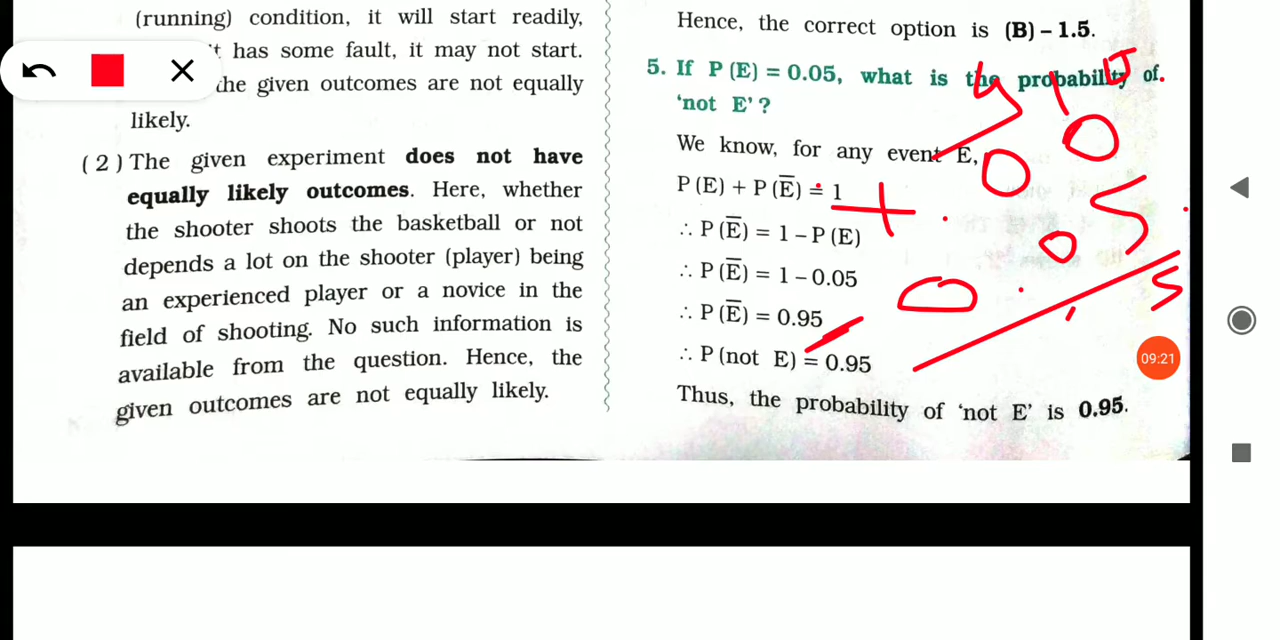 (running) condition, it will start readily,
has some fault, it may not start.
the given outcomes are not equally
likely.
(2) The given experiment does not have
equally likely outcomes. Here, whether
the shooter shoots the basketball or not
depends a lot on the shooter (player) being
an experienced player or a novice in the
field of shooting. No such information is
available from the question. Hence, the
given outcomes are not equally likely.
Hence, the correct option is (B) – 1.5.
5. If P (E) = 0.05, what is the probability of
'not E' ?
We know, for any event E,
P (E) + P (E̅) = 1
∴ P (E̅) = 1 – P (E)
∴ P (E̅) = 1 – 0.05
∴ P (E̅) = 0.95
∴ P (not E) = 0.95
Thus, the probability of 'not E' is 0.95.
09:21